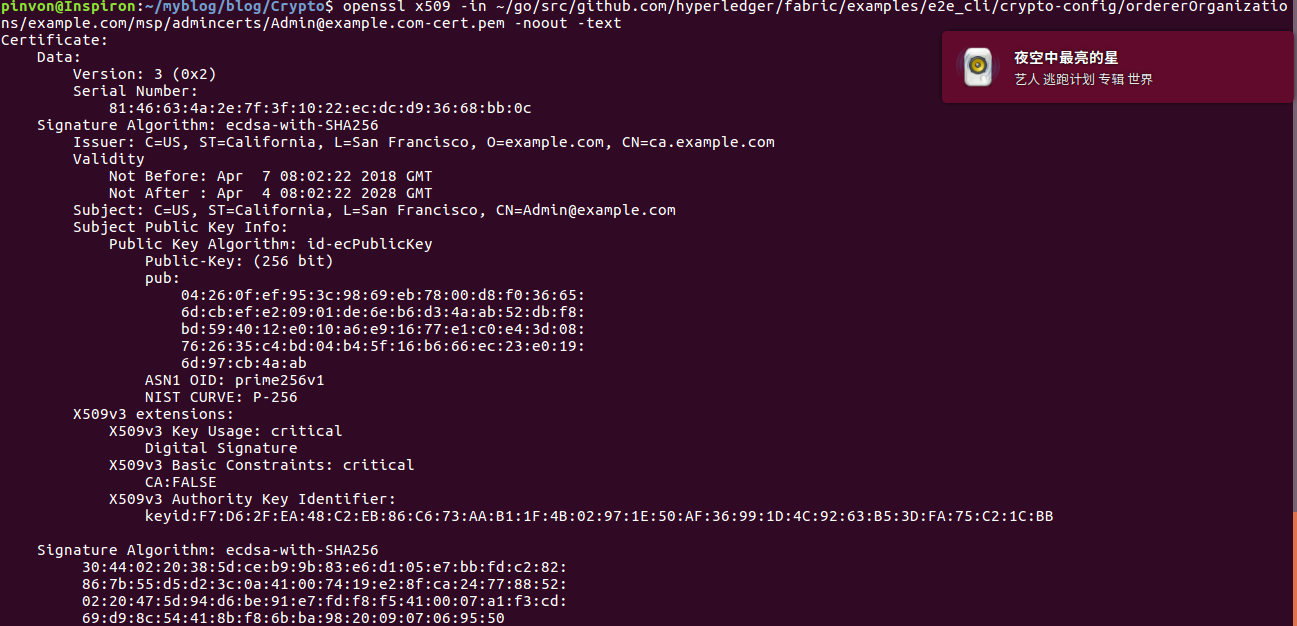 pinvon@Inspiron:~/myblog/blog/Crypto$ openssl x509 -in ~/go/src/github.com/hyperledger/fabric/examples/e2e_cli/crypto-config/ordererOrganizatio
ns/example.com/msp/admincerts/Admin@example.com-cert.pem -noout -text
Certificate:
    Data:
        Version: 3 (0x2)
        Serial Number:
            81:46:63:4a:2e:7f:3f:10:22:ec:dc:d9:36:68:bb:0c
    Signature Algorithm: ecdsa-with-SHA256
        Issuer: C=US, ST=California, L=San Francisco, O=example.com, CN=ca.example.com
        Validity
            Not Before: Apr  7 08:02:22 2018 GMT
            Not After : Apr  4 08:02:22 2028 GMT
        Subject: C=US, ST=California, L=San Francisco, CN=Admin@example.com
        Subject Public Key Info:
            Public Key Algorithm: id-ecPublicKey
                Public-Key: (256 bit)
                pub:
                    04:26:0f:ef:95:3c:98:69:eb:78:00:d8:f0:36:65:
                    6d:cb:ef:e2:09:01:de:6e:b6:d3:4a:ab:52:db:f8:
                    bd:59:40:12:e0:10:a6:e9:16:77:e1:c0:e4:3d:08:
                    76:26:35:c4:bd:04:b4:5f:16:b6:66:ec:23:e0:19:
                    6d:97:cb:4a:ab
                ASN1 OID: prime256v1
                NIST CURVE: P-256
        X509v3 extensions:
            X509v3 Key Usage: critical
                Digital Signature
            X509v3 Basic Constraints: critical
                CA:FALSE
            X509v3 Authority Key Identifier:
                keyid:F7:D6:2F:EA:48:C2:EB:86:C6:73:AA:B1:1F:4B:02:97:1E:50:AF:36:99:1D:4C:92:63:B5:3D:FA:75:C2:1C:BB
    Signature Algorithm: ecdsa-with-SHA256
         30:44:02:20:38:5d:ce:b9:9b:83:e6:d1:05:e7:bb:fd:c2:82:
         86:7b:55:d5:d2:3c:0a:41:00:74:19:e2:8f:ca:24:77:88:52:
         02:20:47:5d:94:d6:be:91:e7:fd:f8:f5:41:00:07:a1:f3:cd:
         69:d9:8c:54:41:8b:f8:6b:ba:98:20:09:07:06:95:50
夜空中最亮的星
艺人 逃跑计划 专辑 世界